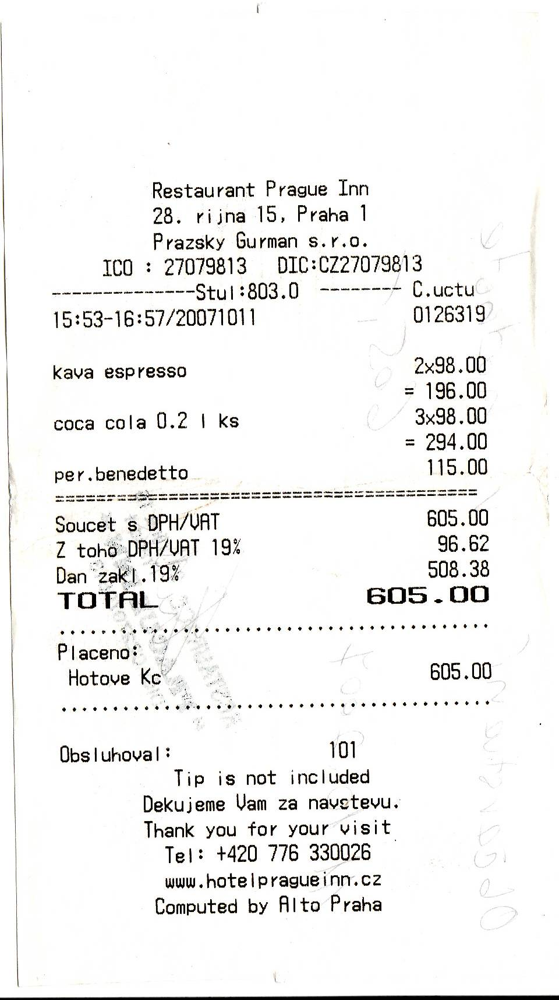 Restaurant Prague Inn
28. rijna 15, Praha 1
Prazsky Gurman s.r.o.
ICO : 27079813 DIC:CZ27079813
--------------Stul:803.0 -------- C.uctu
15:53-16:57/20071011 0126319
kava espresso 2x98.00
= 196.00
coca cola 0.2 l ks 3x98.00
= 294.00
per.benedetto 115.00
=========================================
Soucet s DPH/VAT 605.00
Z toho DPH/VAT 19% 96.62
Dan zakl.19% 508.38
TOTAL 605.00
..........................................
Placeno:
Hotove Kc 605.00
..........................................
Obsluhoval: 101
Tip is not included
Dekujeme Vam za navstevu.
Thank you for your visit
Tel: +420 776 330026
www.hotelpragueinn.cz
Computed by Alto Praha